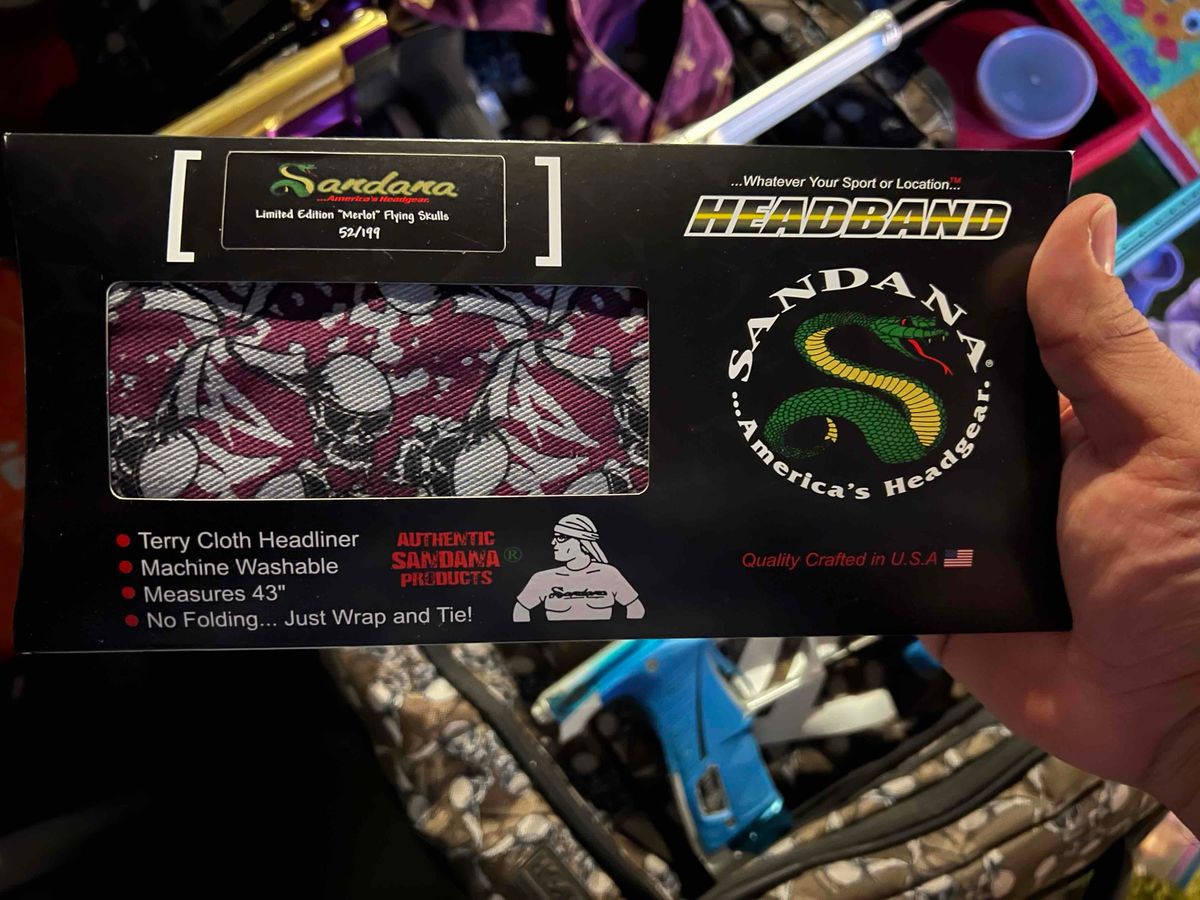 Sandana
...America's Headgear.
Limited Edition "Merlot" Flying Skulls
52/199
...Whatever Your Sport or Location...™
HEADBAND
SANDANA®
...America's Headgear.
Terry Cloth Headliner
Machine Washable
Measures 43"
No Folding... Just Wrap and Tie!
AUTHENTIC
SANDANA®
PRODUCTS
Sandana
Quality Crafted in U.S.A